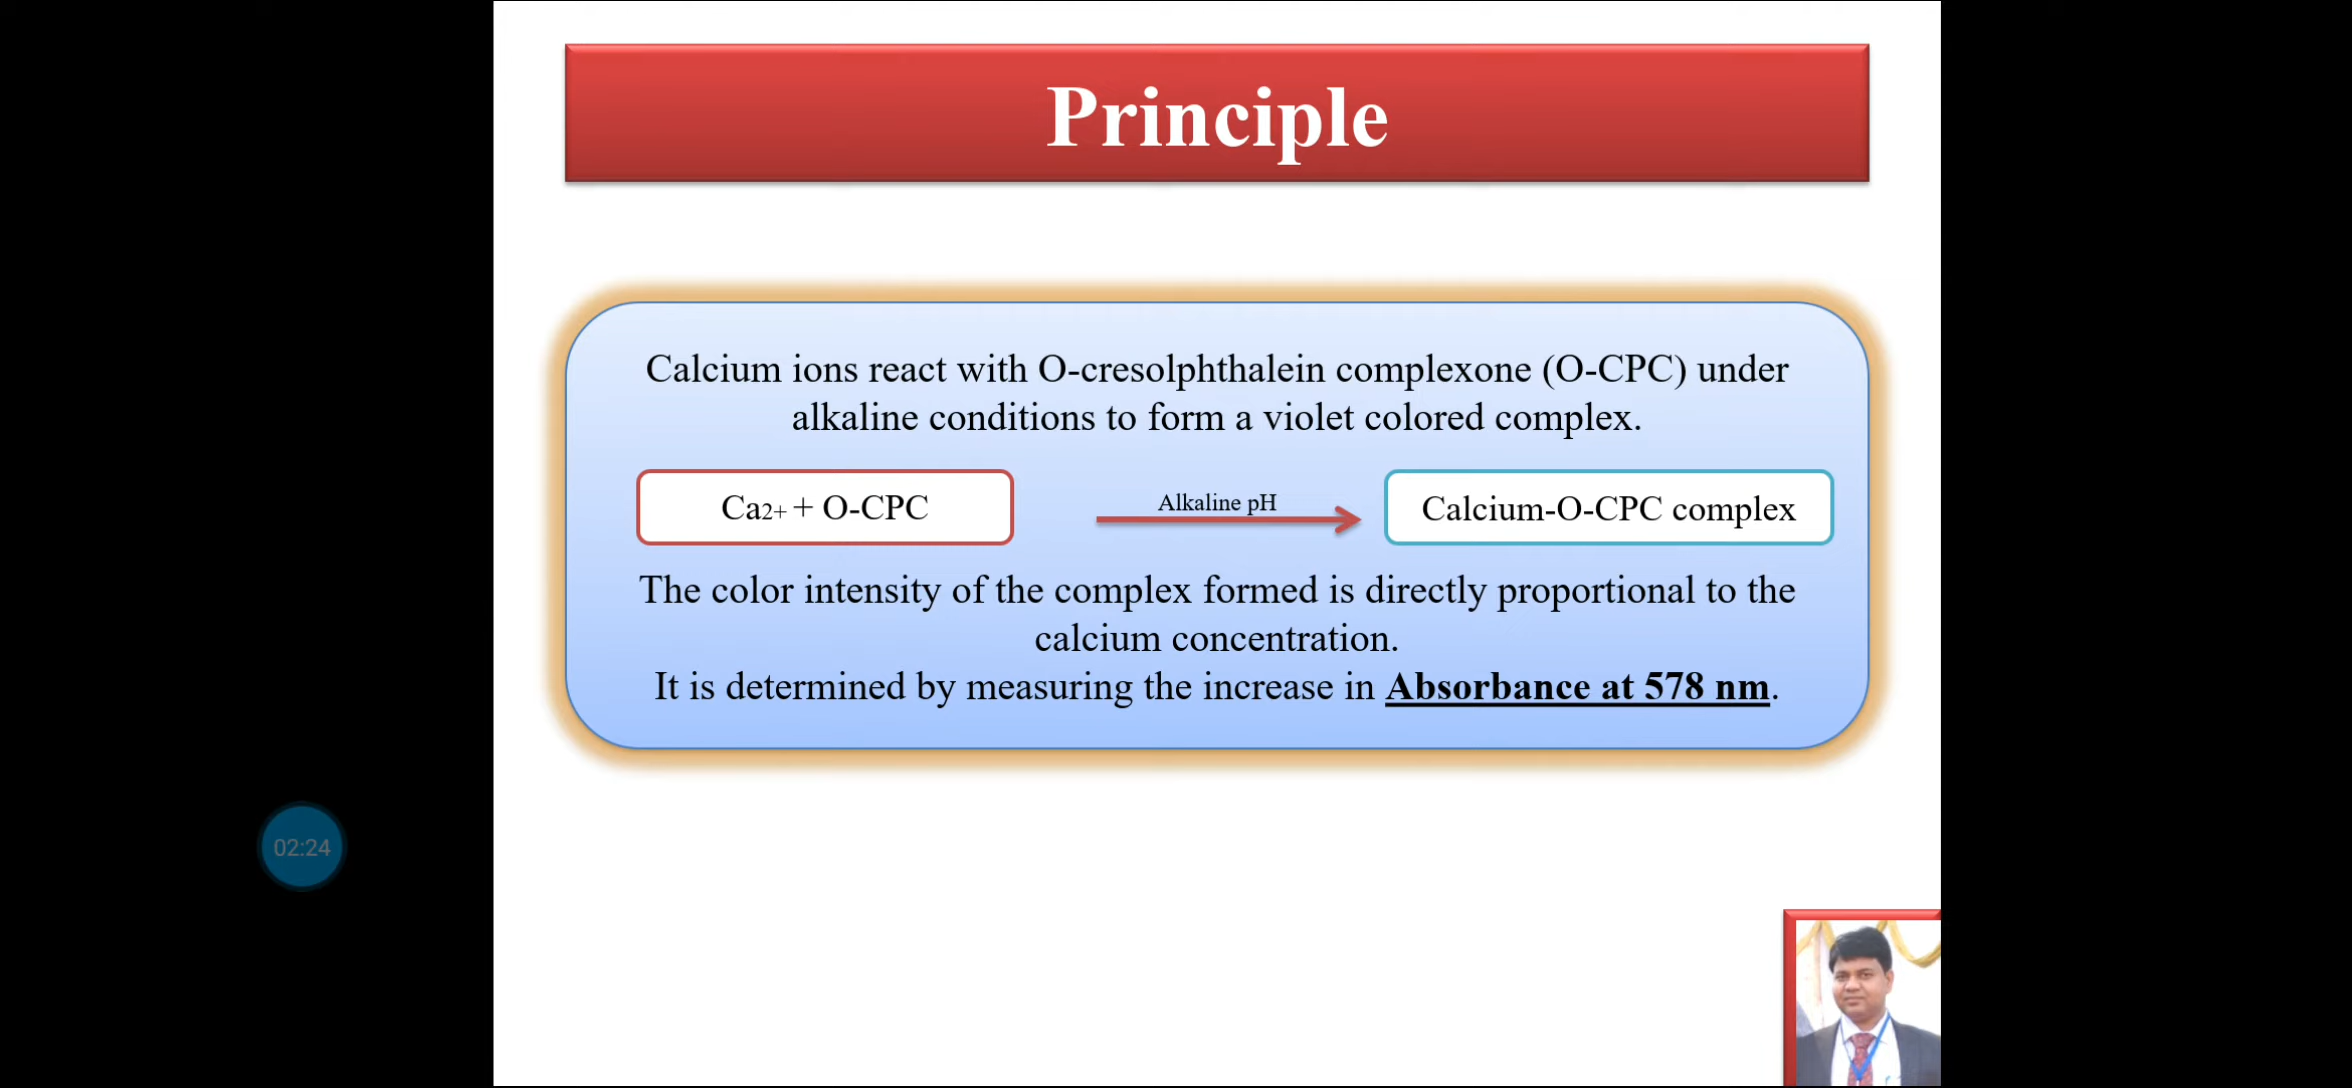 Principle
Calcium ions react with O-cresolphthalein complexone (O-CPC) under
alkaline conditions to form a violet colored complex.
Ca2+ + O-CPC
Alkaline pH
Calcium-O-CPC complex
The color intensity of the complex formed is directly proportional to the
calcium concentration.
It is determined by measuring the increase in Absorbance at 578 nm.
02:24